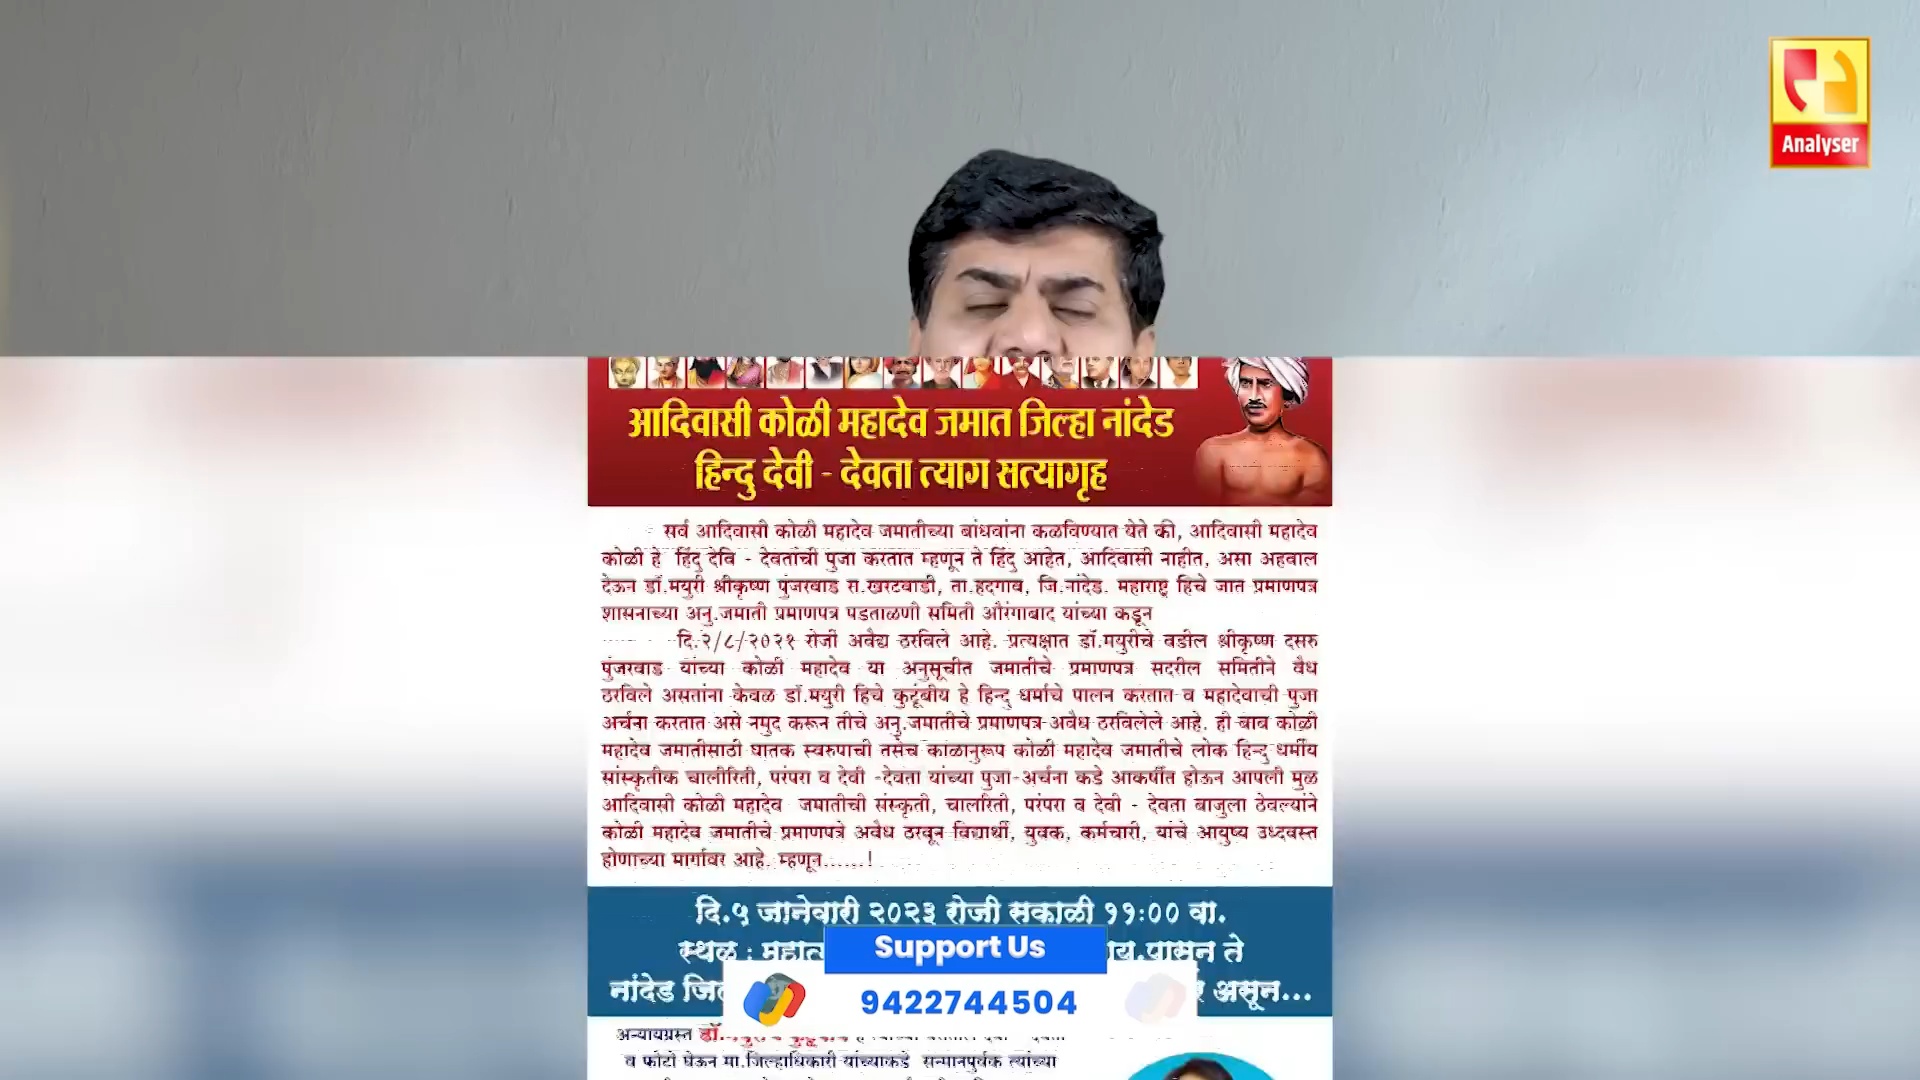 Analyser
आदिवासी कोळी महादेव जमात जिल्हा नांदेड
हिन्दु देवी - देवता त्याग सत्यागृह
सर्व आदिवासी कोळी महादेव जमातीच्या बांधवांना कळविण्यात येते की, आदिवासी महादेव
कोळी हे हिंदु देवि - देवतांची पुजा करतात म्हणून ते हिंदु आहेत, आदिवासी नाहीत, असा अहवाल
देऊन डॉ.मयुरी श्रीकृष्ण पुंजरवाड रा.खरटवाडी, ता.हदगाव, जि.नांदेड. महाराष्ट्र हिचे जात प्रमाणपत्र
शासनाच्या अनु.जमाती प्रमाणपत्र पडताळणी समिती औरंगाबाद यांच्या कडून
दि.२/८/२०२१ रोजी अवैद्य ठरविले आहे. प्रत्यक्षात डॉ.मयुरीचे वडील श्रीकृष्ण दसरु
पुंजरवाड यांच्या कोळी महादेव या अनुसूचीत जमातीचे प्रमाणपत्र सदरील समितीने वैध
ठरविले असतांना केवळ डॉ.मयुरी हिचे कुटूंबीय हे हिन्दु धर्माचे पालन करतात व महादेवाची पुजा
अर्चना करतात असे नमुद करून तीचे अनु.जमातीचे प्रमाणपत्र अवैध ठरविलेले आहे. ही बाब कोळी
महादेव जमातीसाठी घातक स्वरुपाची तसेच काळानुरूप कोळी महादेव जमातीचे लोक हिन्दु धर्मीय
सांस्कृतीक चालीरिती, परंपरा व देवी -देवता यांच्या पुजा-अर्चना कडे आकर्षीत होऊन आपली मुळ
आदिवासी कोळी महादेव जमातीची संस्कृती, चालरिती, परंपरा व देवी - देवता बाजुला ठेवल्याने
कोळी महादेव जमातीचे प्रमाणपत्रे अवैध ठरवून विद्यार्थी, युवक, कर्मचारी, यांचे आयुष्य उध्दवस्त
होणाच्या मार्गावर आहे. म्हणून......!
दि.५ जानेवारी २०२३ रोजी सकाळी ११:०० वा.
स्थळ : पासून ते
Support Us
नांदेड असून...
9422744504
अन्यायग्रस्त डॉ.
व फोटो घेऊन मा.जिल्हाधिकारी यांच्याकडे सन्मानपुर्वक त्यांच्या